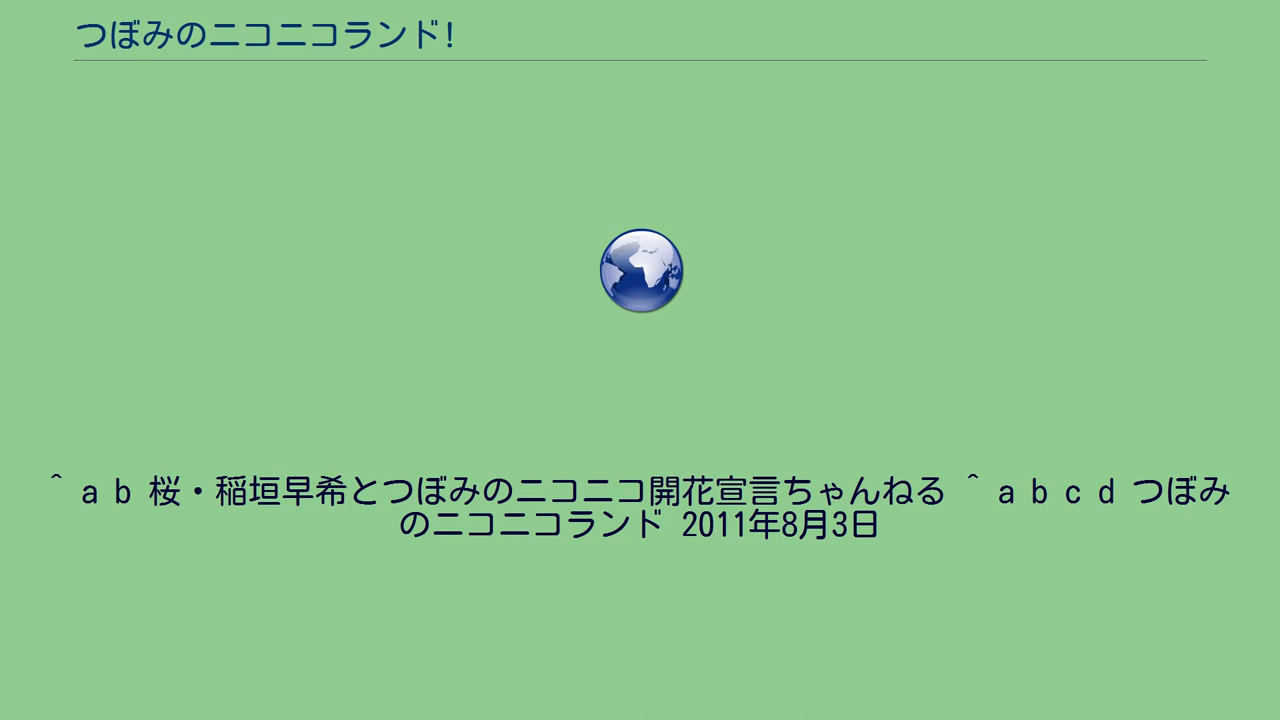 つぼみのニコニコランド!
^ a b 桜・稲垣早希とつぼみのニコニコ開花宣言ちゃんねる ^ a b c d つぼみ
のニコニコランド 2011年8月3日